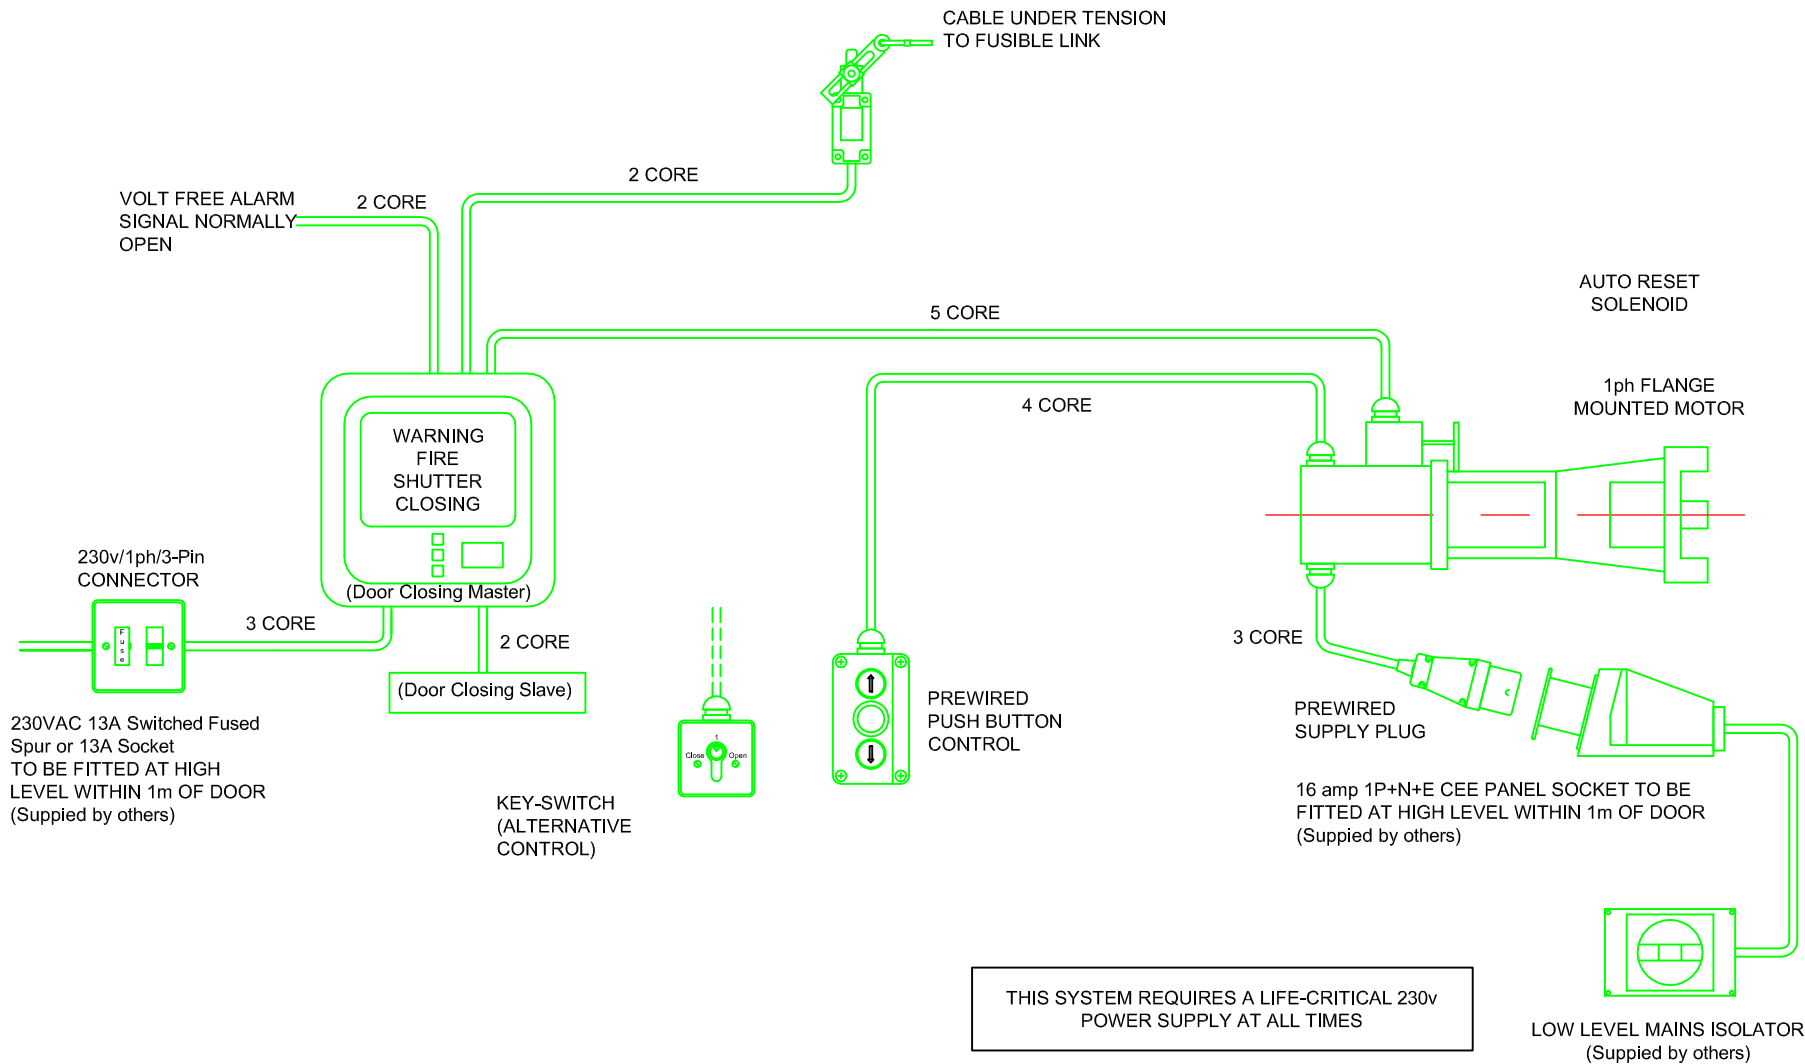 CABLE UNDER TENSION
TO FUSIBLE LINK
2 CORE
VOLT FREE ALARM
SIGNAL NORMALLY
OPEN
2 CORE
AUTO RESET
SOLENOID
5 CORE
1ph FLANGE
MOUNTED MOTOR
4 CORE
WARNING
FIRE
SHUTTER
CLOSING
(Door Closing Master)
230v/1ph/3-Pin
CONNECTOR
Fuse
3 CORE
2 CORE
(Door Closing Slave)
230VAC 13A Switched Fused
Spur or 13A Socket
TO BE FITTED AT HIGH
LEVEL WITHIN 1m OF DOOR
(Suppied by others)
1
Close
Open
KEY-SWITCH
(ALTERNATIVE
CONTROL)
PREWIRED
PUSH BUTTON
CONTROL
3 CORE
PREWIRED
SUPPLY PLUG
16 amp 1P+N+E CEE PANEL SOCKET TO BE
FITTED AT HIGH LEVEL WITHIN 1m OF DOOR
(Suppied by others)
THIS SYSTEM REQUIRES A LIFE-CRITICAL 230v
POWER SUPPLY AT ALL TIMES
LOW LEVEL MAINS ISOLATOR
(Suppied by others)